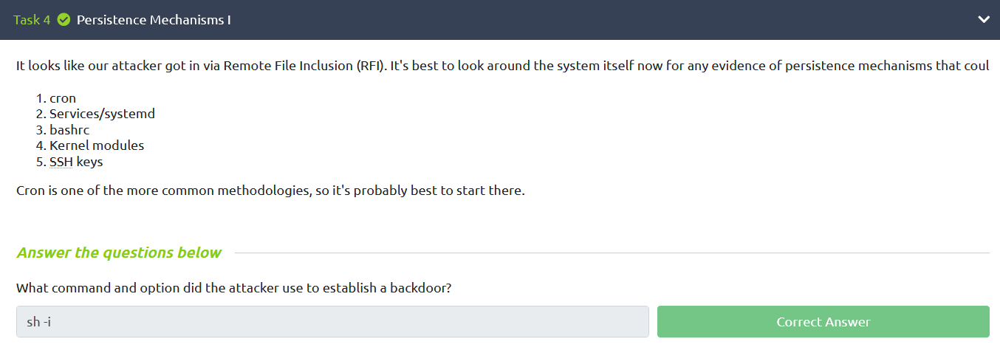 Task 4 Persistence Mechanisms I
It looks like our attacker got in via Remote File Inclusion (RFI). It's best to look around the system itself now for any evidence of persistence mechanisms that coul
1. cron
2. Services/systemd
3. bashrc
4. Kernel modules
5. SSH keys
Cron is one of the more common methodologies, so it's probably best to start there.
Answer the questions below
What command and option did the attacker use to establish a backdoor?
sh -i Correct Answer